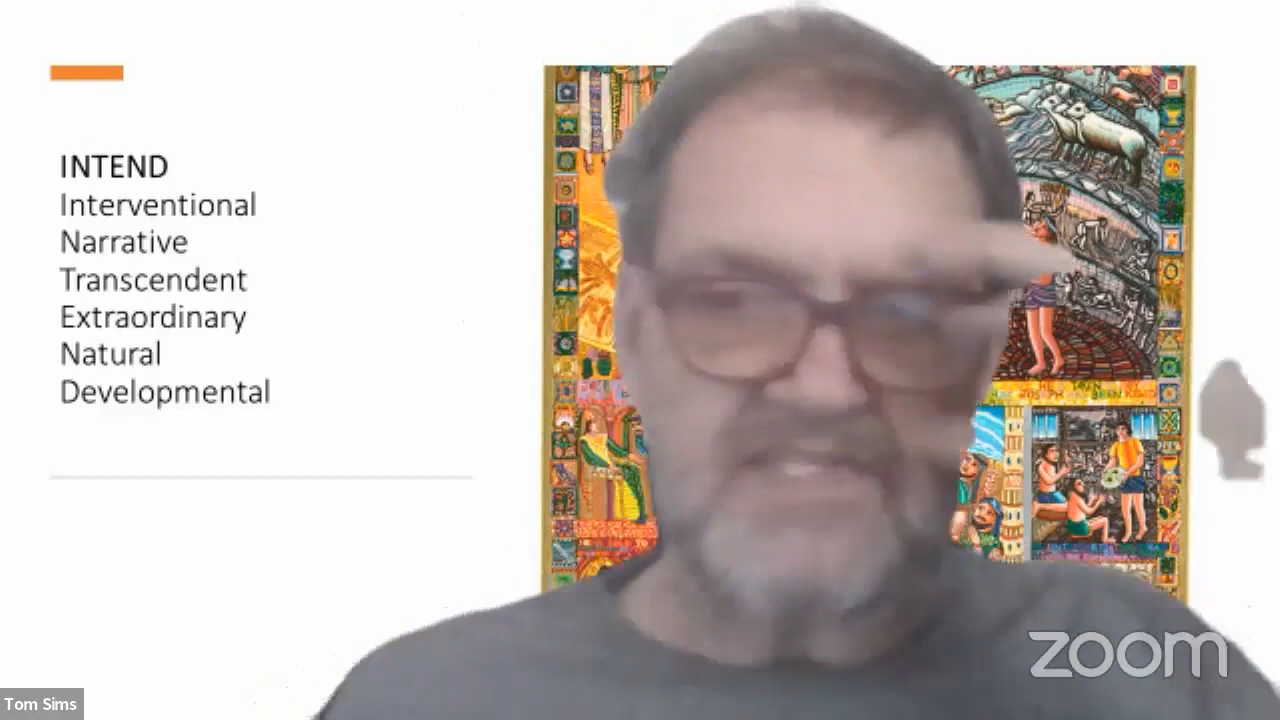 INTEND
Interventional
Narrative
Transcendent
Extraordinary
Natural
Developmental
zoom
Tom Sims